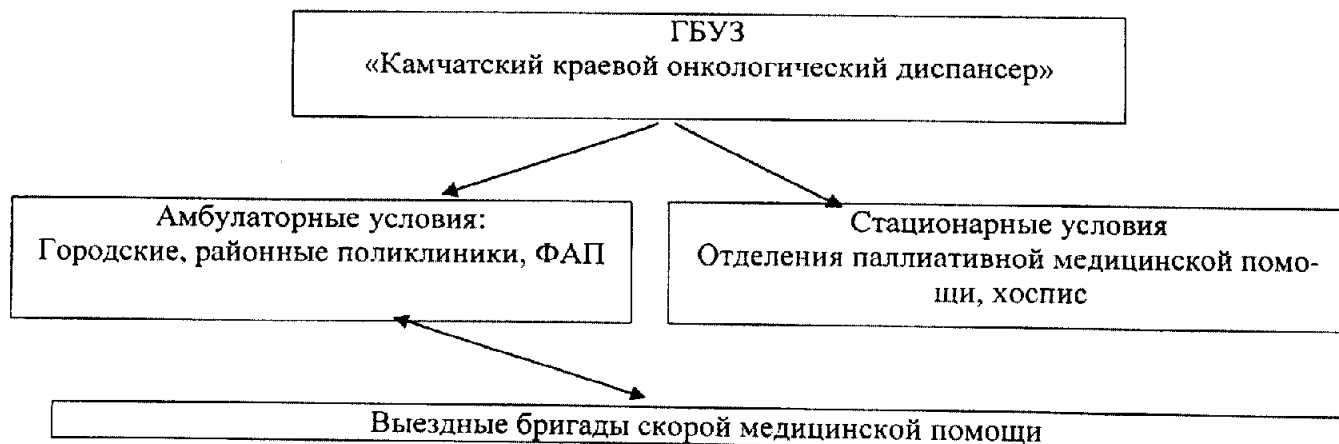 ГБУЗ
«Камчатский краевой онкологический диспансер»
Амбулаторные условия:
Городские, районные поликлиники, ФАП
Стационарные условия
Отделения паллиативной медицинской помо-
щи, хоспис
Выездные бригады скорой медицинской помощи